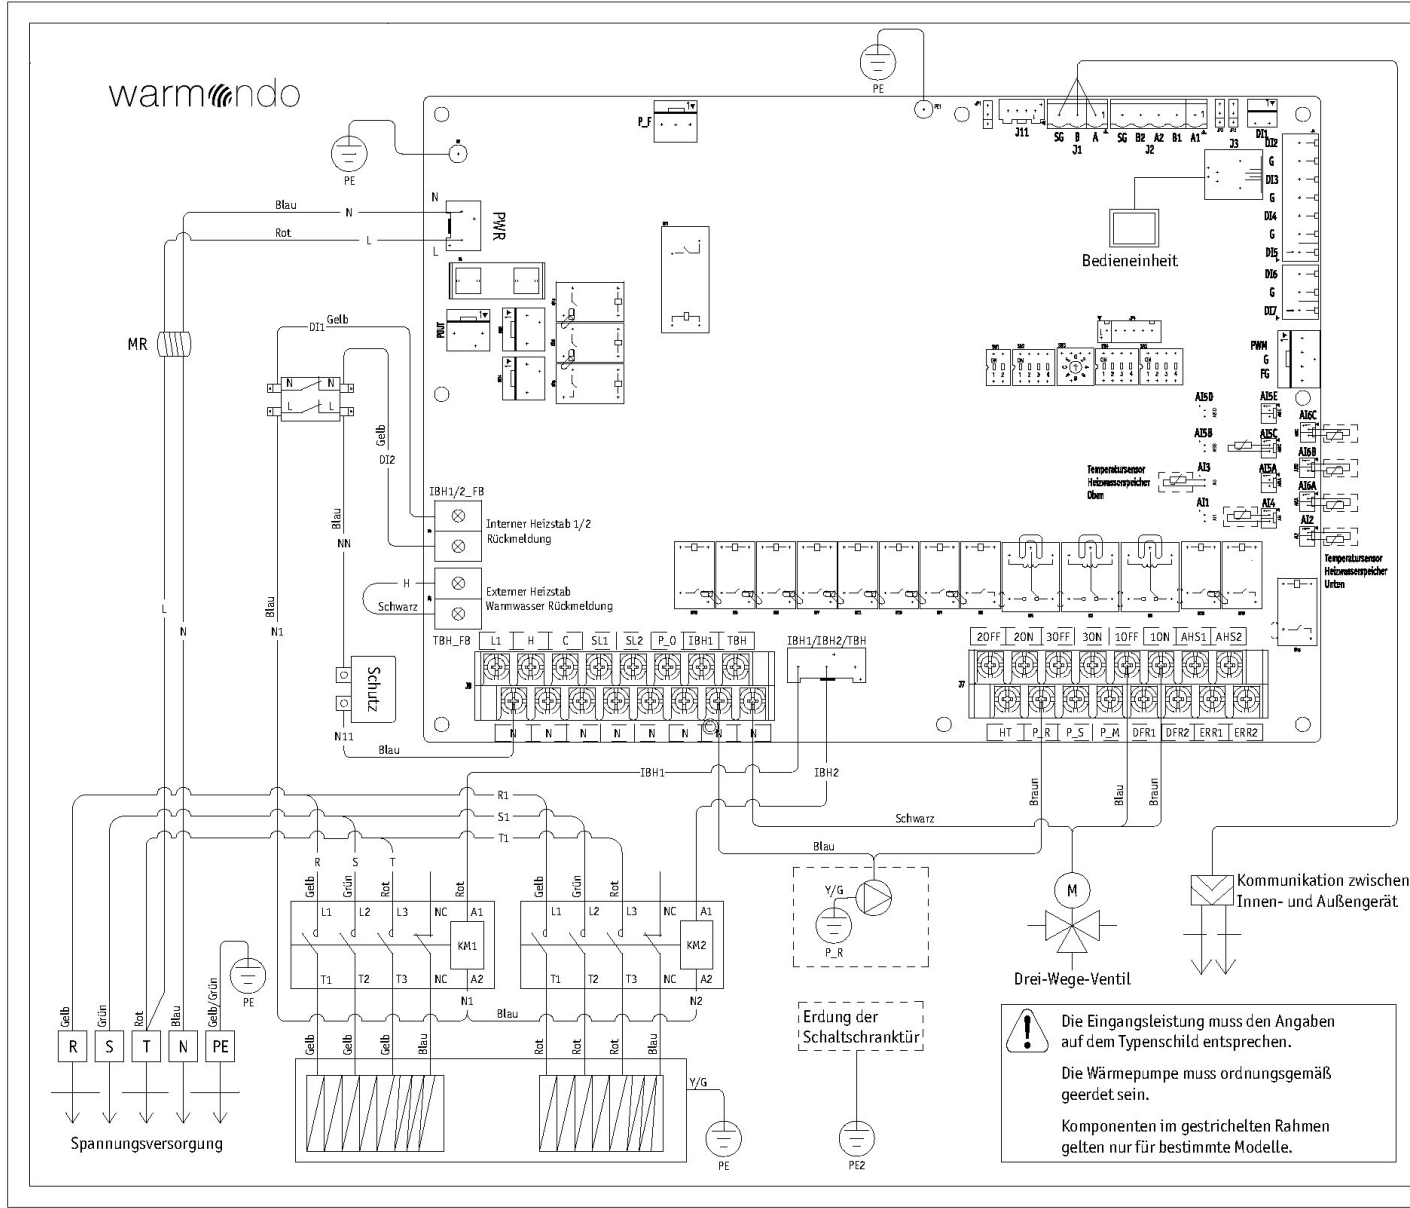 warmondo
PE
PE
P_F
J11
SG B A
J1
SG B2 A2 B1 A1
J2
J3
DI1
DI2
G
DI3
G
DI4
G
DI5
DI6
G
DI7
Bedieneinheit
PWM
G
FG
Blau
N
N
Rot
L
L
PWR
MR
DI1
Gelb
N N
L L
Gelb
DI2
Blau
NN
Blau
N1
L
N
IBH1/2_FB
Interner Heizstab 1/2
Rückmeldung
H
Schwarz
Externer Heizstab
Warmwasser Rückmeldung
TBH_FB
AI5D
AI5E
AI6C
AI5B
AI5C
AI6B
AI3
AI5A
AI6A
AI1
AI4
AI2
Temperatursensor
Heizwasserspeicher
Oben
Temperatursensor
Heizwasserspeicher
Unten
L1 H C SL1 SL2 P_O IBH1 TBH
IBH1/IBH2/TBH
J8
N N N N N N N N
2OFF 2ON 3OFF 3ON 1OFF 1ON AHS1 AHS2
J7
HT P_R P_S P_M DFR1 DFR2 ERR1 ERR2
Schutz
N11
Blau
IBH1
IBH2
R1
S1
T1
Braun
Blau
Braun
Schwarz
Blau
R S T
Gelb
Grün
Rot
Rot
Gelb
Grün
Rot
L1 L2 L3 NC A1
KM1
T1 T2 T3 NC A2
L1 L2 L3 NC A1
KM2
T1 T2 T3 NC A2
N1
Blau
N2
Y/G
P_R
M
Drei-Wege-Ventil
Kommunikation zwischen
Innen- und Außengerät
Gelb
Grün
Rot
Blau
Gelb/Grün
PE
R S T N PE
Spannungsversorgung
Gelb
Gelb
Gelb
Blau
Rot
Rot
Rot
Blau
Y/G
PE
Erdung der
Schaltschranktür
PE2
Die Eingangsleistung muss den Angaben
auf dem Typenschild entsprechen.
Die Wärmepumpe muss ordnungsgemäß
geerdet sein.
Komponenten im gestrichelten Rahmen
gelten nur für bestimmte Modelle.